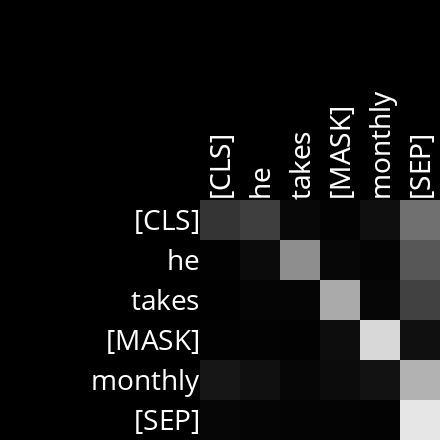 [CLS] he takes [MASK] monthly [SEP]
[CLS]
he
takes
[MASK]
monthly
[SEP]